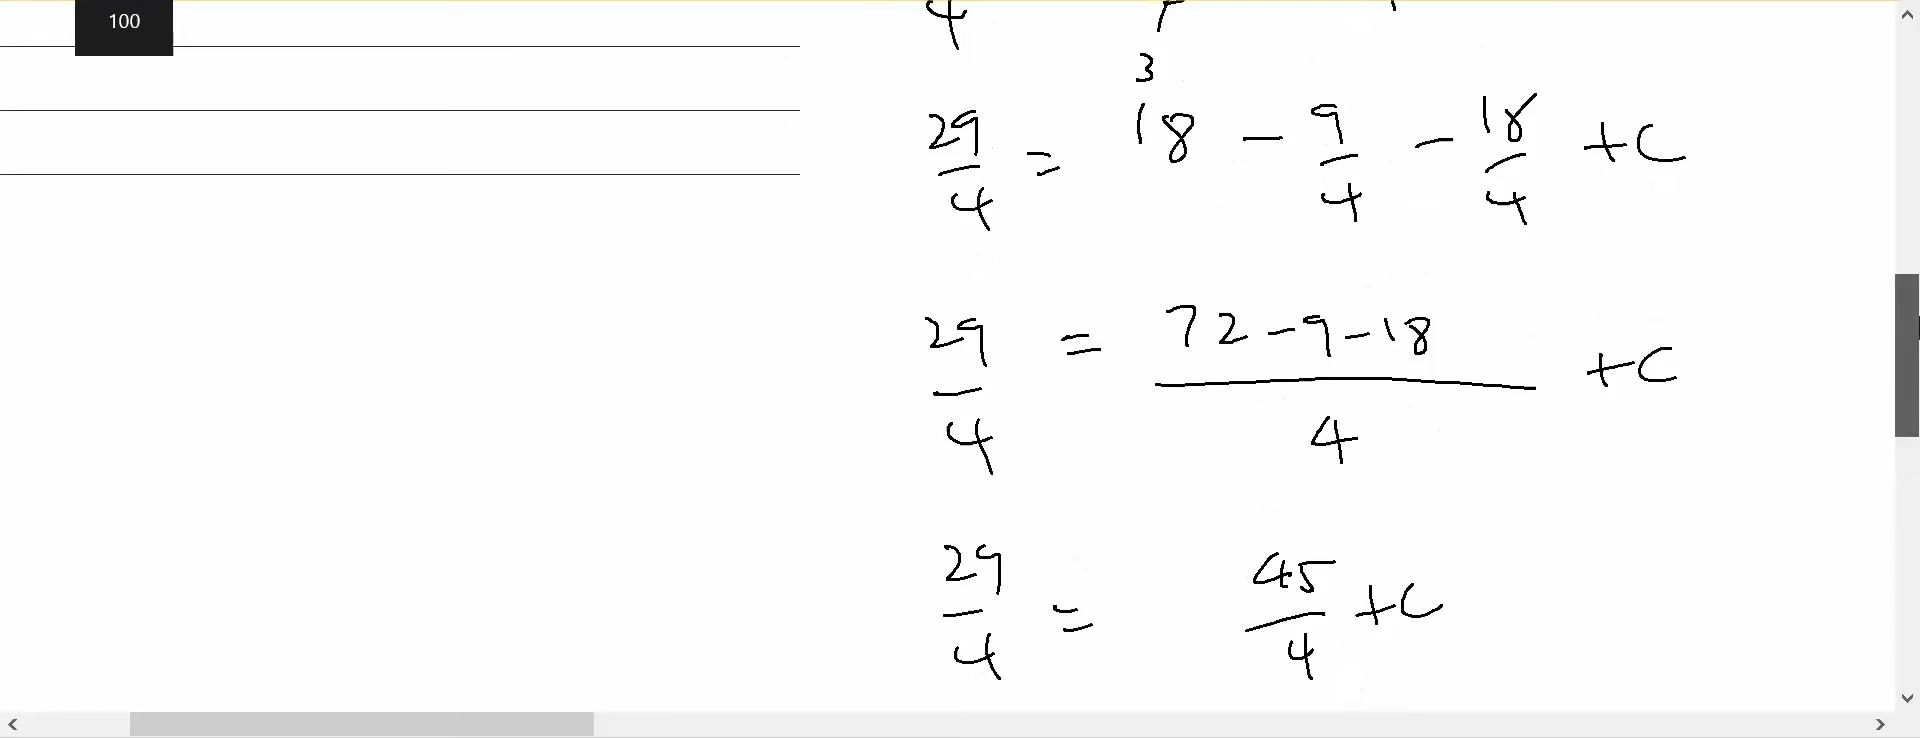 100
3
29/4 = 18 - 9/4 - 18/4 + C
29/4 = (72-9-18)/4 + C
29/4 = 45/4 + C